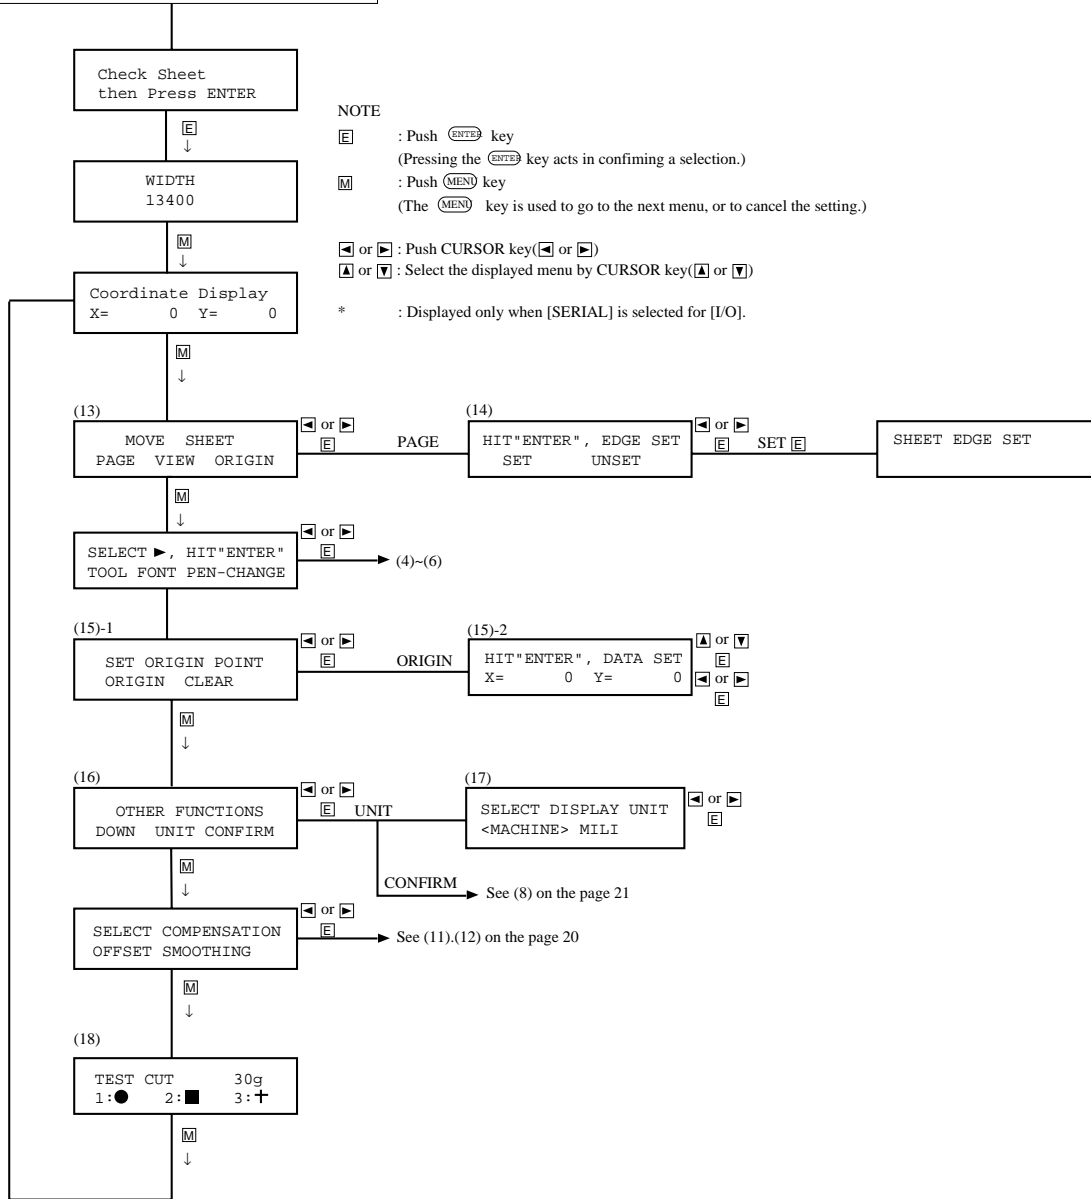 Check Sheet
then Press ENTER
E
↓
WIDTH
13400
M
↓
Coordinate Display
X= 0 Y= 0
M
↓
NOTE
E : Push ENTER key
(Pressing the ENTER key acts in confiming a selection.)
M : Push MENU key
(The MENU key is used to go to the next menu, or to cancel the setting.)
◄ or ► : Push CURSOR key(◄ or ►)
▲ or ▼ : Select the displayed menu by CURSOR key(▲ or ▼)
* : Displayed only when [SERIAL] is selected for [I/O].
(13)
MOVE SHEET
PAGE VIEW ORIGIN
◄ or ►
E
PAGE
(14)
HIT"ENTER", EDGE SET
SET UNSET
◄ or ►
E
SET E
SHEET EDGE SET
M
↓
SELECT ►, HIT"ENTER"
TOOL FONT PEN-CHANGE
◄ or ►
E
(4)~(6)
(15)-1
SET ORIGIN POINT
ORIGIN CLEAR
◄ or ►
E
ORIGIN
(15)-2
HIT"ENTER", DATA SET
X= 0 Y= 0
▲ or ▼
E
◄ or ►
E
M
↓
(16)
OTHER FUNCTIONS
DOWN UNIT CONFIRM
◄ or ►
E
UNIT
(17)
SELECT DISPLAY UNIT
<MACHINE> MILI
◄ or ►
E
CONFIRM
See (8) on the page 21
M
↓
SELECT COMPENSATION
OFFSET SMOOTHING
◄ or ►
E
See (11).(12) on the page 20
M
↓
(18)
TEST CUT 30g
1:● 2:■ 3:+
M
↓